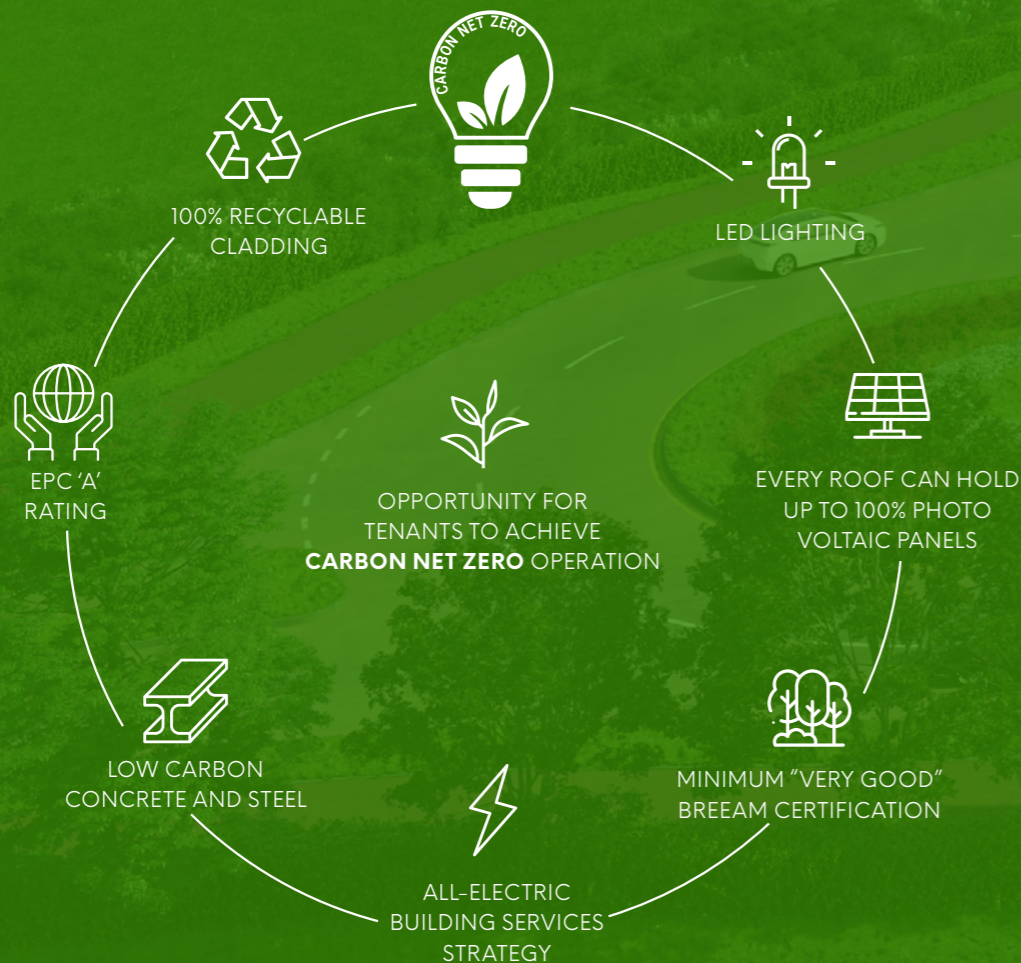 CARBON NET ZERO
100% RECYCLABLE
CLADDING
LED LIGHTING
EPC ‘A’
RATING
OPPORTUNITY FOR
TENANTS TO ACHIEVE
CARBON NET ZERO OPERATION
EVERY ROOF CAN HOLD
UP TO 100% PHOTO
VOLTAIC PANELS
LOW CARBON
CONCRETE AND STEEL
MINIMUM “VERY GOOD”
BREEAM CERTIFICATION
ALL-ELECTRIC
BUILDING SERVICES
STRATEGY